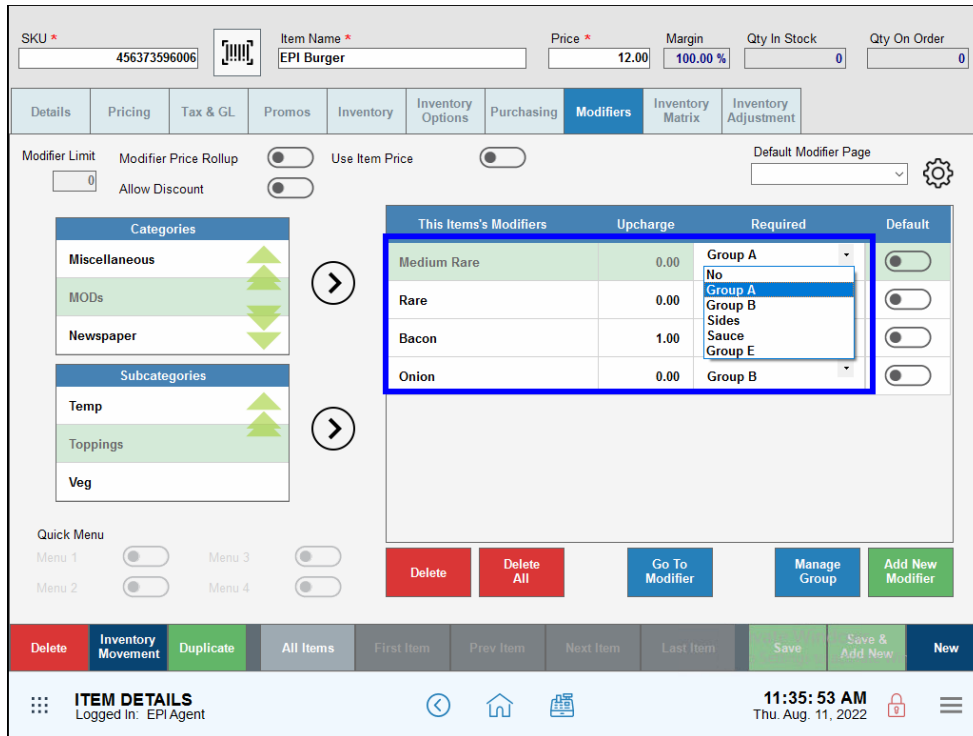 SKU * Item Name * Price * Margin Qty In Stock Qty On Order
456373596006 EPI Burger 12.00 100.00 % 0 0
Details Pricing Tax & GL Promos Inventory Inventory Options Purchasing Modifiers Inventory Matrix Inventory Adjustment
Modifier Limit Modifier Price Rollup Use Item Price Default Modifier Page
0 Allow Discount
Categories
Miscellaneous
MODs
Newspaper
Subcategories
Temp
Toppings
Veg
This Items's Modifiers Upcharge Required Default
Medium Rare 0.00 Group A
No
Group A
Group B
Sides
Sauce
Group E
Rare 0.00
Bacon 1.00
Onion 0.00 Group B
Quick Menu
Menu 1 Menu 3
Menu 2 Menu 4
Delete Delete All Go To Modifier Manage Group Add New Modifier
Delete Inventory Movement Duplicate All Items First Item Prev Item Next Item Last Item Save Save & Add New New
ITEM DETAILS
Logged In: EPI Agent
11:35: 53 AM
Thu. Aug. 11, 2022